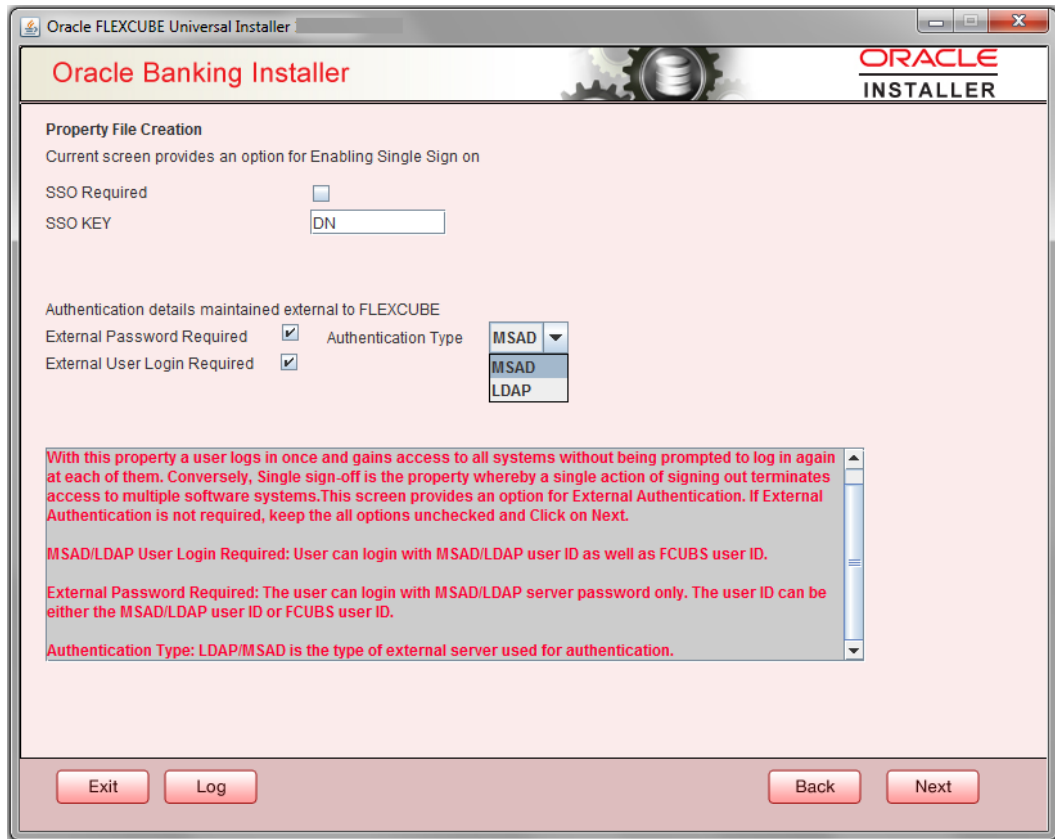 Oracle FLEXCUBE Universal Installer
Oracle Banking Installer
ORACLE
INSTALLER
Property File Creation
Current screen provides an option for Enabling Single Sign on
SSO Required
SSO KEY DN
Authentication details maintained external to FLEXCUBE
External Password Required Authentication Type MSAD
External User Login Required
MSAD
LDAP
With this property a user logs in once and gains access to all systems without being prompted to log in again
at each of them. Conversely, Single sign-off is the property whereby a single action of signing out terminates
access to multiple software systems.This screen provides an option for External Authentication. If External
Authentication is not required, keep the all options unchecked and Click on Next.
MSAD/LDAP User Login Required: User can login with MSAD/LDAP user ID as well as FCUBS user ID.
External Password Required: The user can login with MSAD/LDAP server password only. The user ID can be
either the MSAD/LDAP user ID or FCUBS user ID.
Authentication Type: LDAP/MSAD is the type of external server used for authentication.
Exit Log Back Next